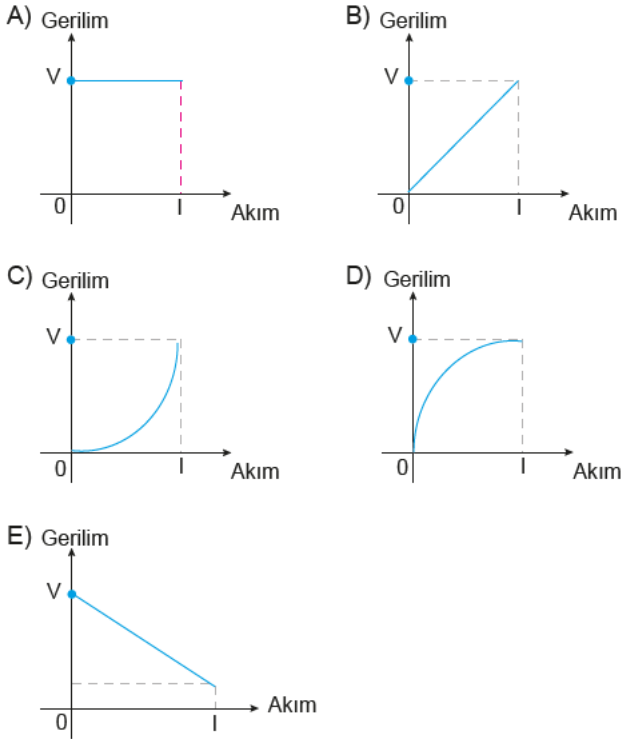 A) Gerilim
V
0
I
Akım
B) Gerilim
V
0
I
Akım
C) Gerilim
V
0
I
Akım
D) Gerilim
V
0
I
Akım
E) Gerilim
V
0
I
Akım